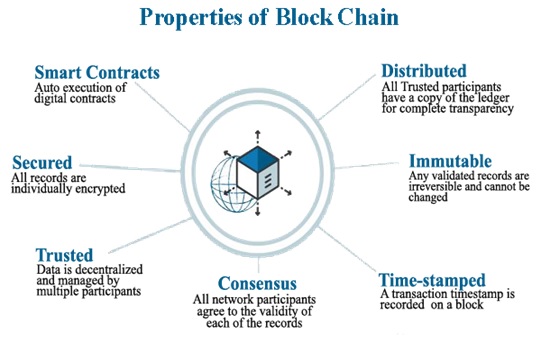 Properties of Block Chain
Smart Contracts
Auto execution of
digital contracts
Distributed
All Trusted participants
have a copy of the ledger
for complete transparency
Secured
All records are
individually encrypted
Immutable
Any validated records are
irreversible and cannot be
changed
Trusted
Data is decentralized
and managed by
multiple participants
Consensus
All network participants
agree to the validity of
each of the records
Time-stamped
A transaction timestamp is
recorded on a block